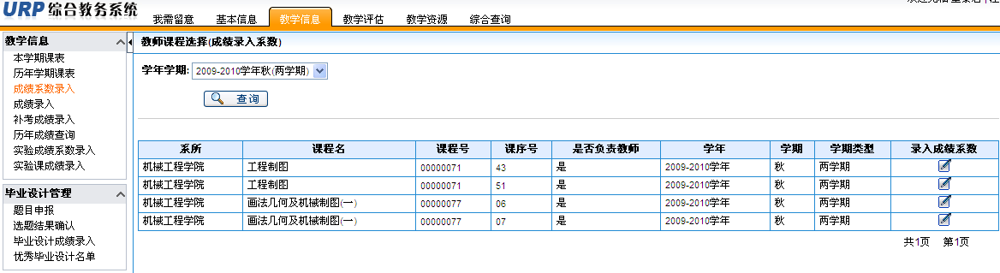 URP综合教务系统
我需留意 基本信息 教学信息 教学评估 教学资源 综合查询
教学信息
本学期课表
历年学期课表
成绩系数录入
成绩录入
补考成绩录入
历年成绩查询
实验成绩系数录入
实验课成绩录入
毕业设计管理
题目申报
选题结果确认
毕业设计成绩录入
优秀毕业设计名单
教师课程选择(成绩录入系数)
学年学期: 2009-2010学年秋(两学期)
查询
系所 课程名 课程号 课序号 是否负责教师 学年 学期 学期类型 录入成绩系数
机械工程学院 工程制图 00000071 43 是 2009-2010学年 秋 两学期
机械工程学院 工程制图 00000071 51 是 2009-2010学年 秋 两学期
机械工程学院 画法几何及机械制图(一) 00000077 06 是 2009-2010学年 秋 两学期
机械工程学院 画法几何及机械制图(一) 00000077 07 是 2009-2010学年 秋 两学期
共1页 第1页